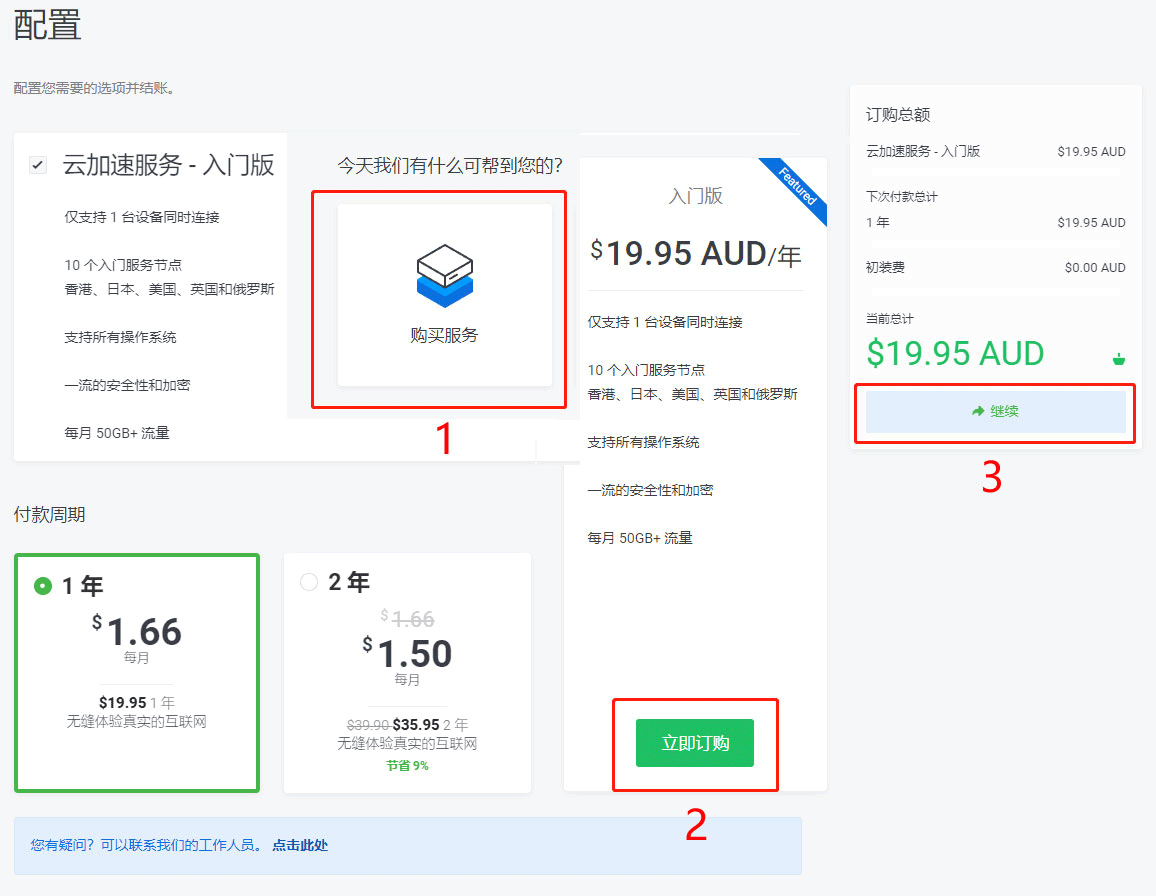 配置
配置您需要的选项并结账。
云加速服务 - 入门版
仅支持 1 台设备同时连接
10 个入门服务节点
香港、日本、美国、英国和俄罗斯
支持所有操作系统
一流的安全性和加密
每月 50GB+ 流量
今天我们有什么可帮到您的?
购买服务
1
Featured
入门版
$19.95 AUD/年
仅支持 1 台设备同时连接
10 个入门服务节点
香港、日本、美国、英国和俄罗斯
支持所有操作系统
一流的安全性和加密
每月 50GB+ 流量
立即订购
2
订购总额
云加速服务 - 入门版 $19.95 AUD
下次付款总计
1 年 $19.95 AUD
初装费 $0.00 AUD
当前总计
$19.95 AUD
继续
3
付款周期
1 年
$1.66
每月
$19.95 1 年
无缝体验真实的互联网
2 年
$1.66
$1.50
每月
$39.90 $35.95 2 年
无缝体验真实的互联网
节省 9%
您有疑问？可以联系我们的工作人员。 点击此处